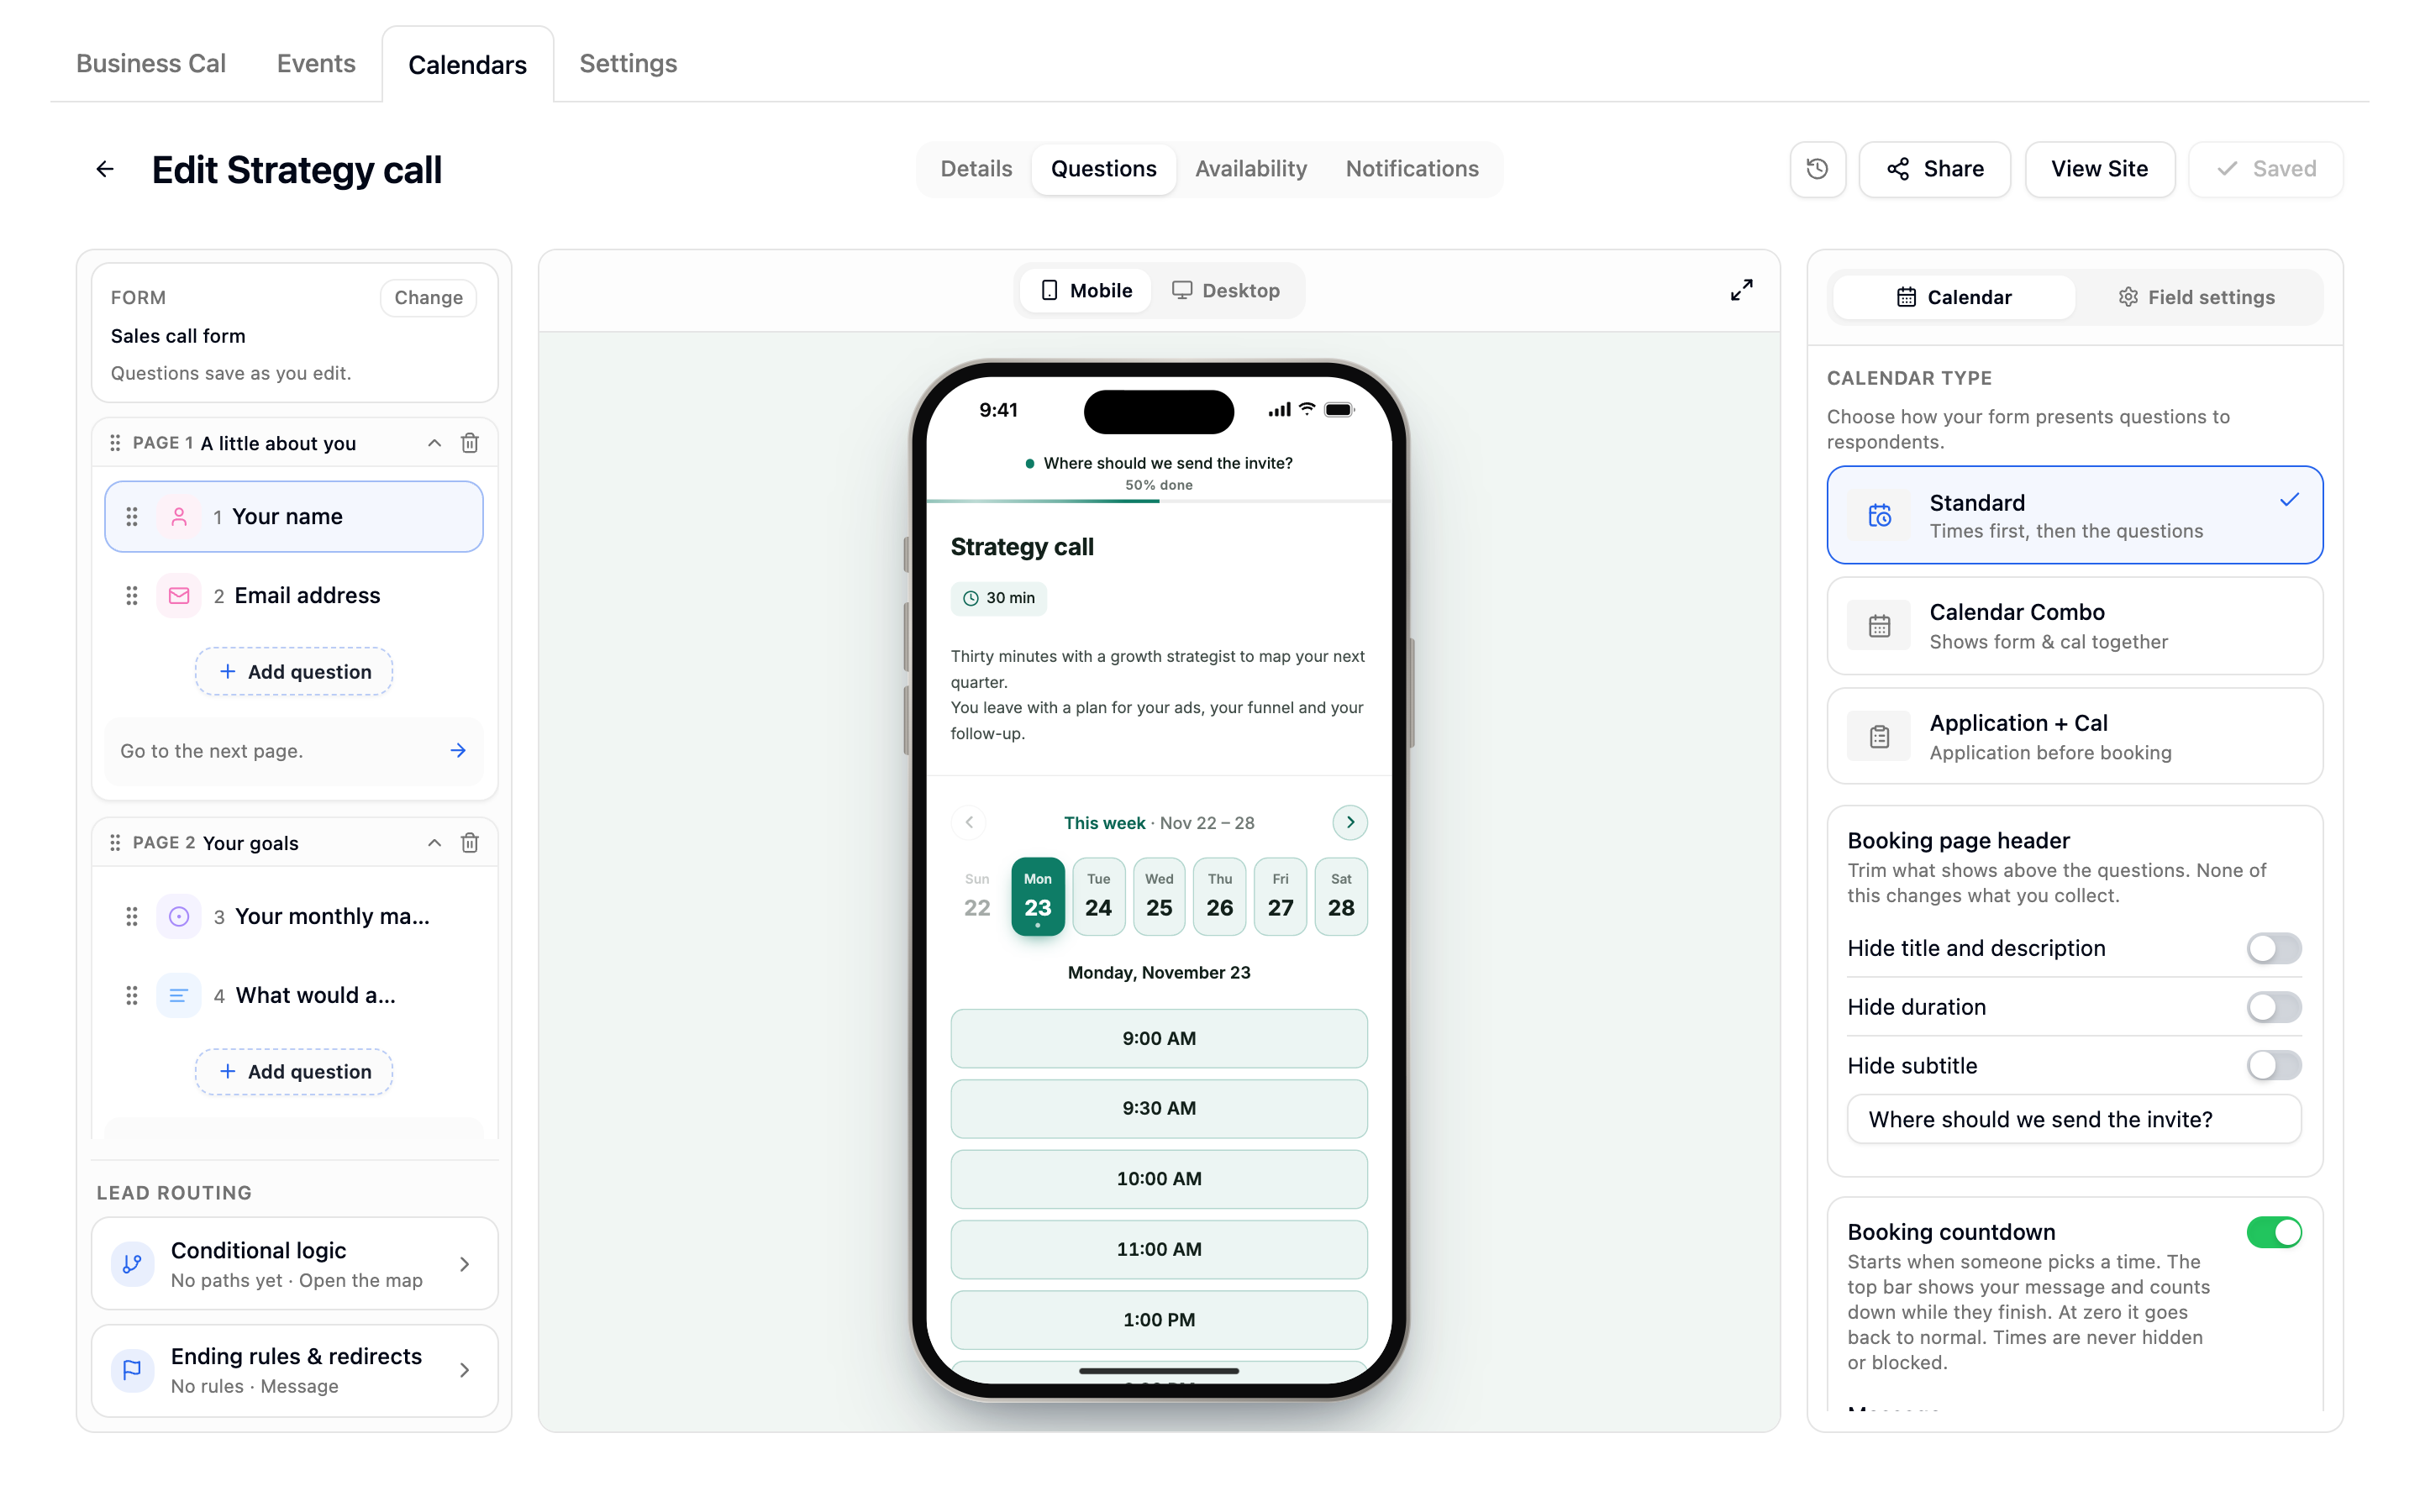 Business Cal
Events
Calendars
Settings
Edit Strategy call
Details
Questions
Availability
Notifications
Share
View Site
Saved
FORM
Change
Sales call form
Questions save as you edit.
PAGE 1 A little about you
1 Your name
2 Email address
Add question
Go to the next page.
PAGE 2 Your goals
3 Your monthly ma...
4 What would a...
Add question
LEAD ROUTING
Conditional logic
No paths yet · Open the map
Ending rules & redirects
No rules · Message
Mobile
Desktop
9:41
Where should we send the invite?
50% done
Strategy call
30 min
Thirty minutes with a growth strategist to map your next
quarter.
You leave with a plan for your ads, your funnel and your
follow-up.
This week · Nov 22 – 28
Sun Mon Tue Wed Thu Fri Sat
22 23 24 25 26 27 28
Monday, November 23
9:00 AM
9:30 AM
10:00 AM
11:00 AM
1:00 PM
Calendar
Field settings
CALENDAR TYPE
Choose how your form presents questions to
respondents.
Standard
Times first, then the questions
Calendar Combo
Shows form & cal together
Application + Cal
Application before booking
Booking page header
Trim what shows above the questions. None of
this changes what you collect.
Hide title and description
Hide duration
Hide subtitle
Where should we send the invite?
Booking countdown
Starts when someone picks a time. The
top bar shows your message and counts
down while they finish. At zero it goes
back to normal. Times are never hidden
or blocked.